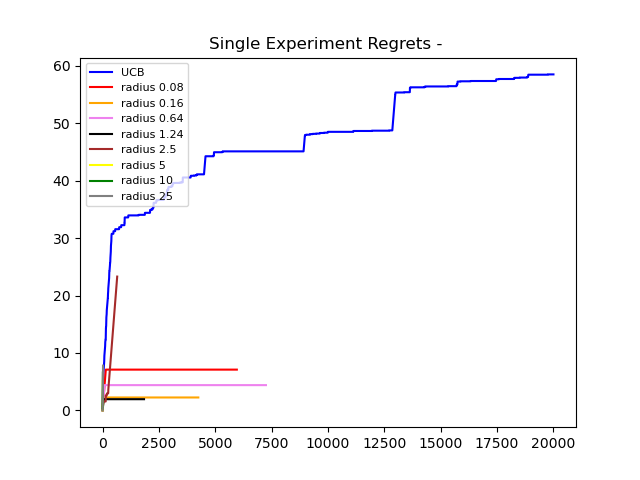 Single Experiment Regrets -
60
50
40
30
20
10
0
UCB
radius 0.08
radius 0.16
radius 0.64
radius 1.24
radius 2.5
radius 5
radius 10
radius 25
0 2500 5000 7500 10000 12500 15000 17500 20000